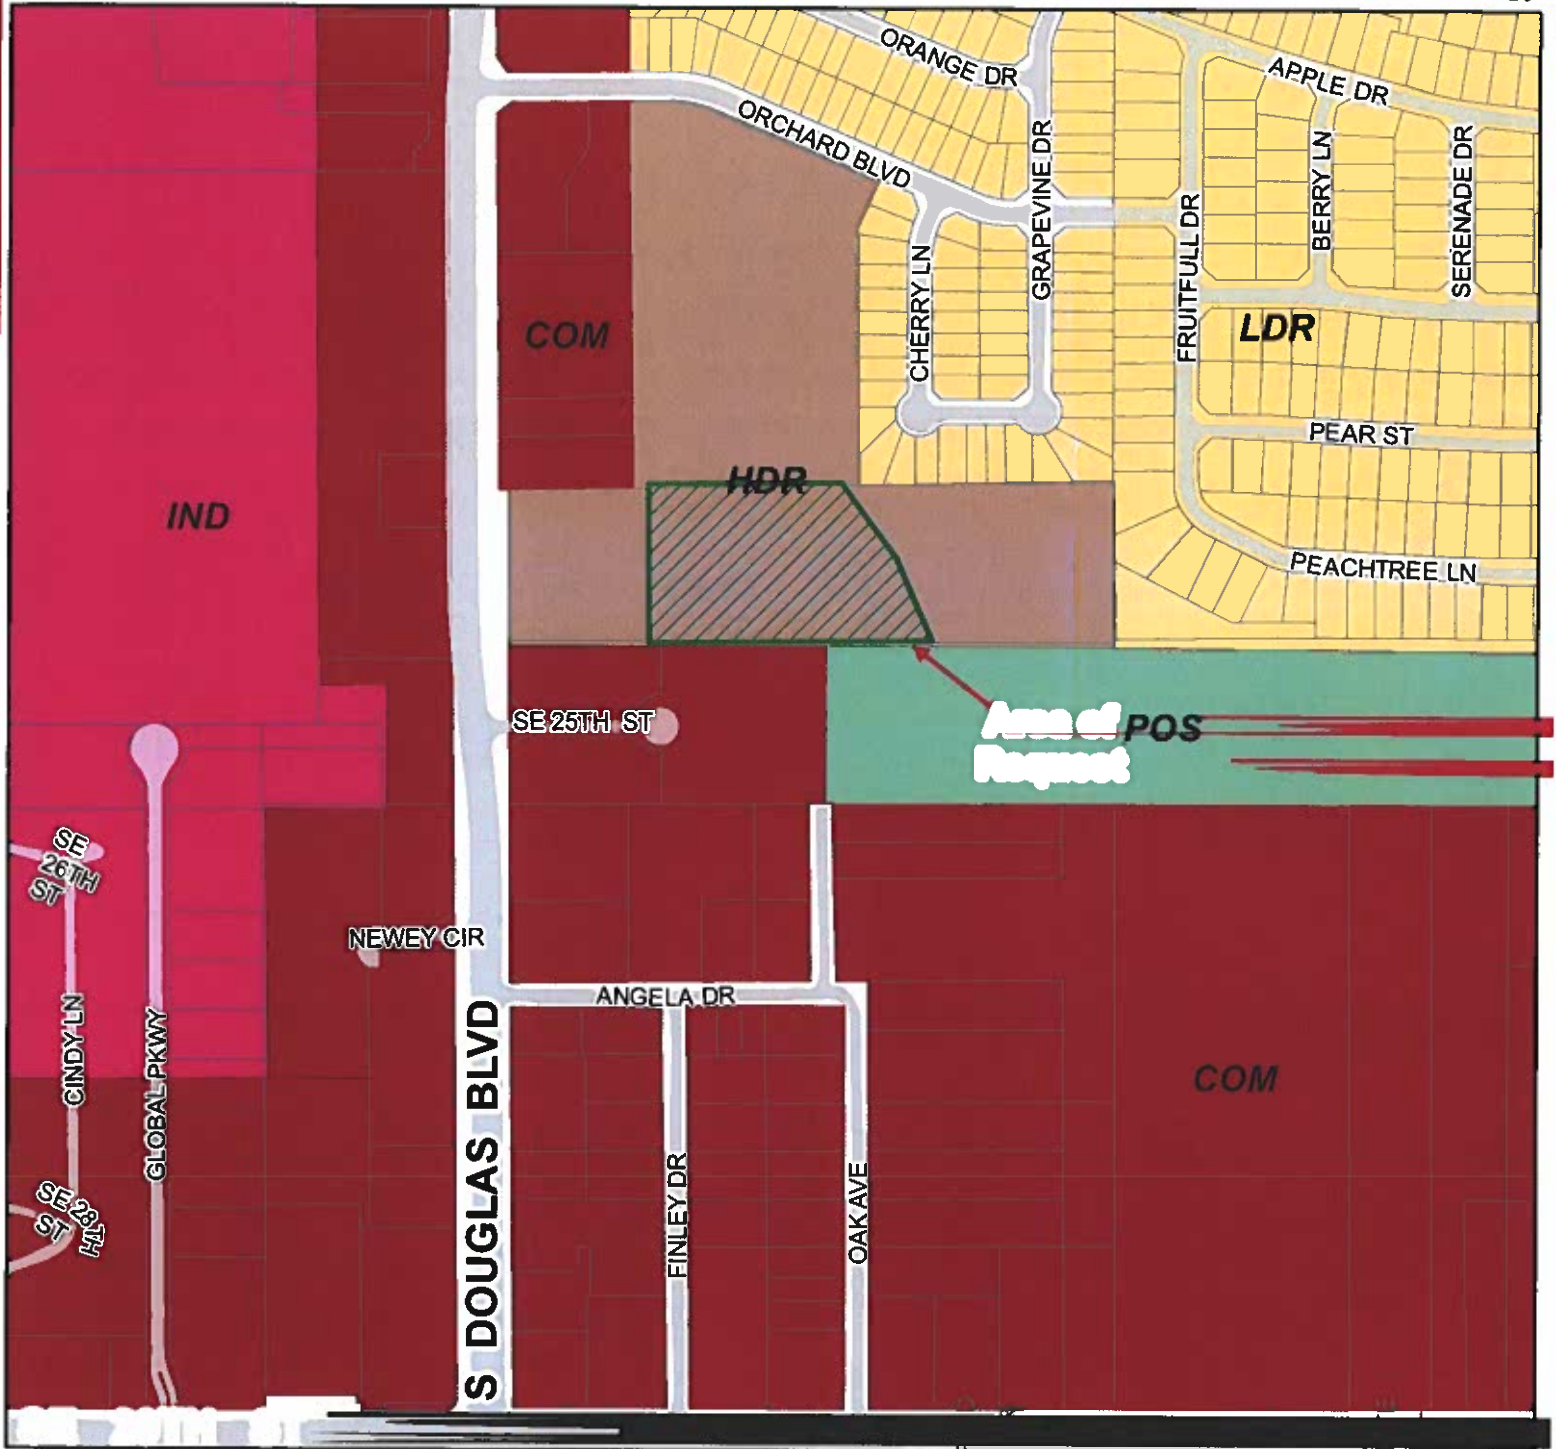 ORANGE DR
APPLE DR
ORCHARD BLVD
GRAPEVINE DR
BERRY LN
SERENADE DR
FRUITFULL DR
CHERRY LN
COM
LDR
PEAR ST
HDR
IND
PEACHTREE LN
SE 25TH ST
Area of
Request
POS
SE
26TH
ST
NEWEY CIR
ANGELA DR
CINDY LN
GLOBAL PKWY
S DOUGLAS BLVD
COM
FINLEY DR
OAK AVE
SE 28TH
ST